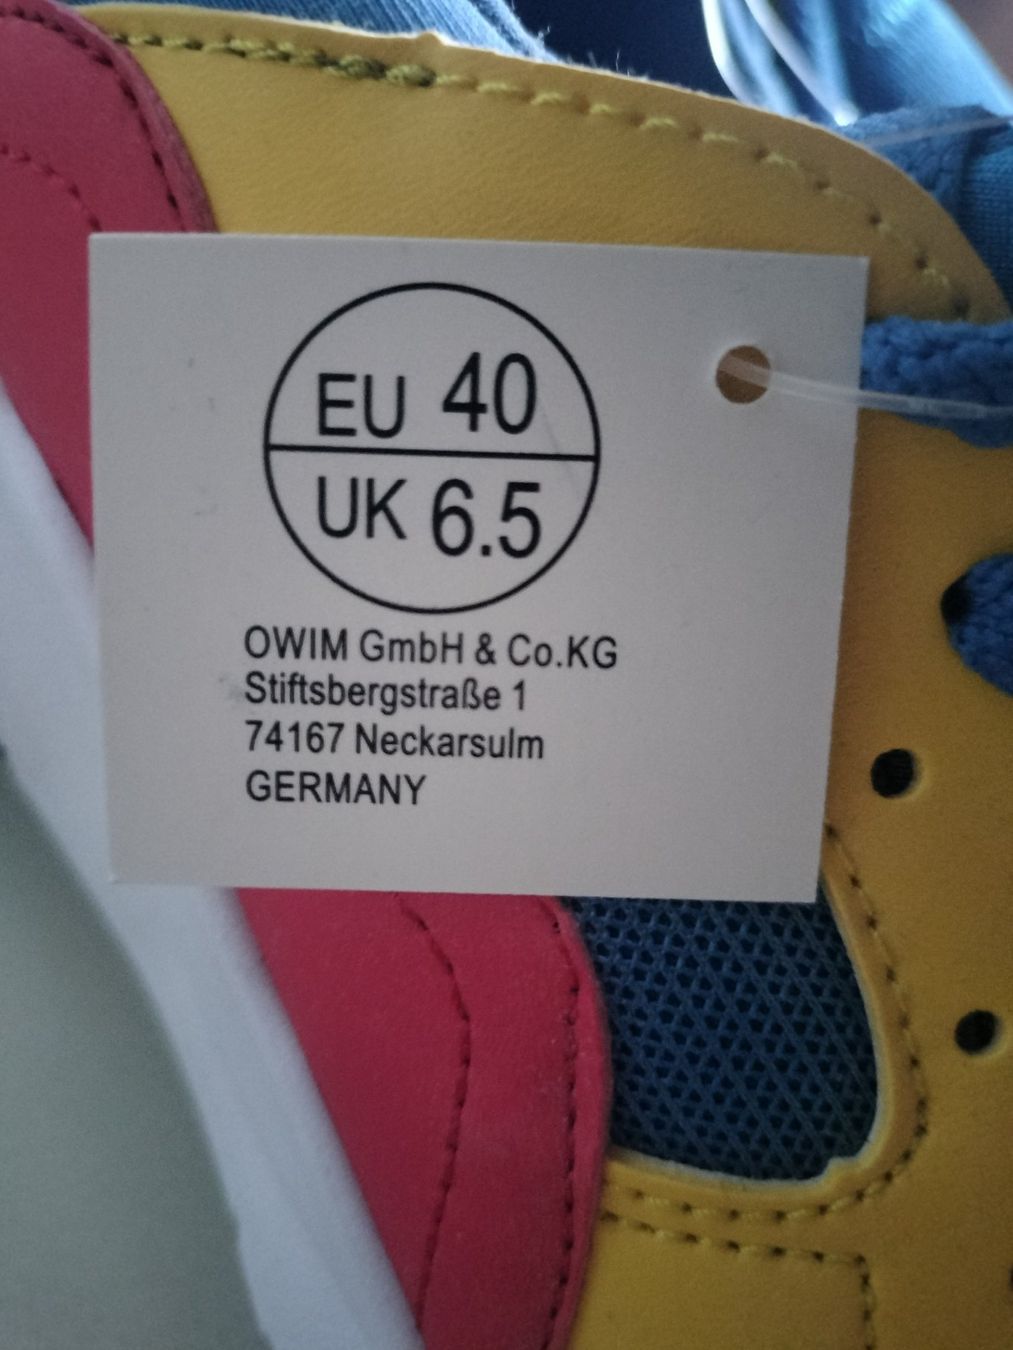 EU 40
UK 6.5
OWIM GmbH & Co.KG
Stiftsbergstraße 1
74167 Neckarsulm
GERMANY